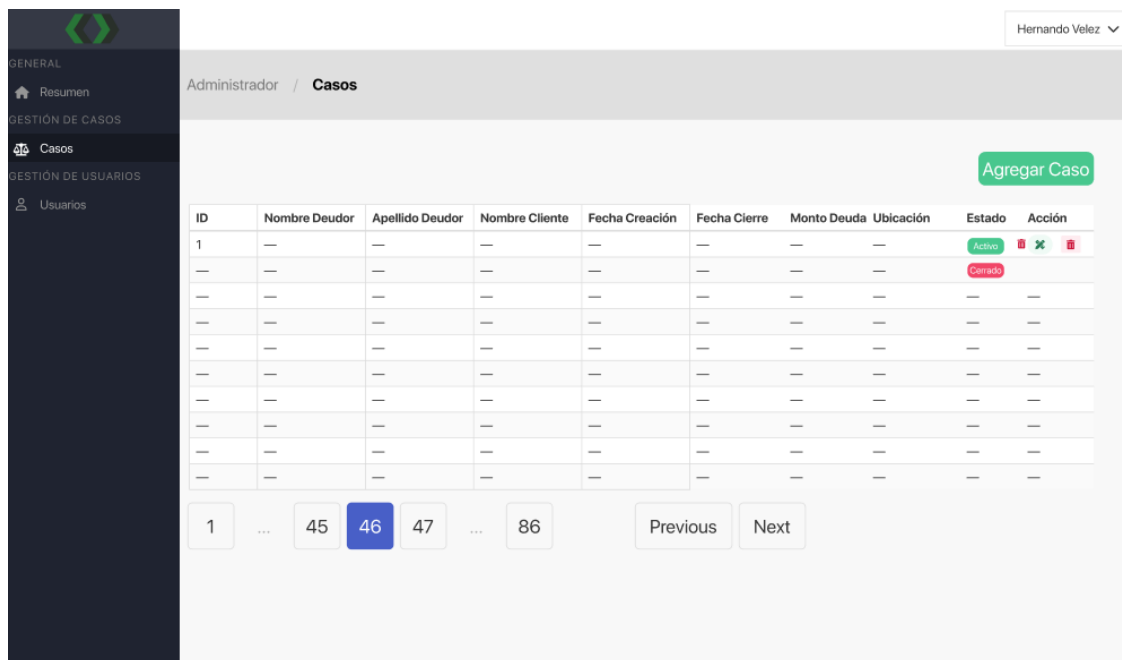 Hernando Velez
GENERAL
Resumen
GESTIÓN DE CASOS
Casos
GESTIÓN DE USUARIOS
Usuarios
Administrador / Casos
Agregar Caso
ID Nombre Deudor Apellido Deudor Nombre Cliente Fecha Creación Fecha Cierre Monto Deuda Ubicación Estado Acción
1 — — — — — — — Activo
— — — — — — — — Cerrado
— — — — — — — — — —
— — — — — — — — — —
— — — — — — — — — —
— — — — — — — — — —
— — — — — — — — — —
— — — — — — — — — —
— — — — — — — — — —
— — — — — — — — — —
1 ... 45 46 47 ... 86 Previous Next